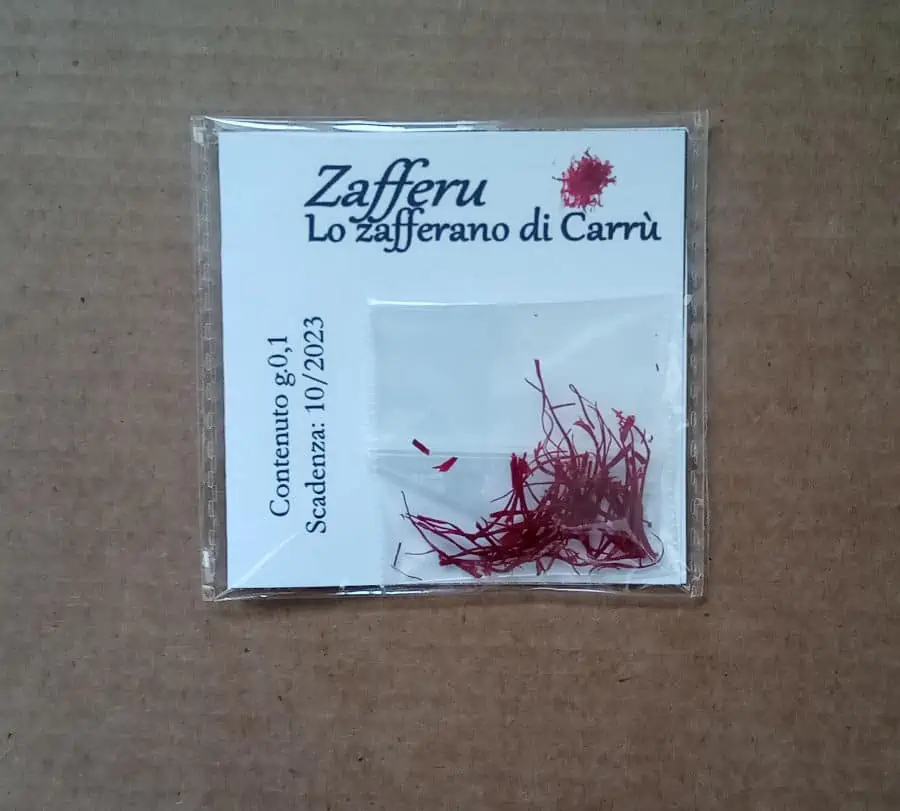 Zafferu
Lo zafferano di Carrù
Contenuto g.0,1
Scadenza: 10/2023